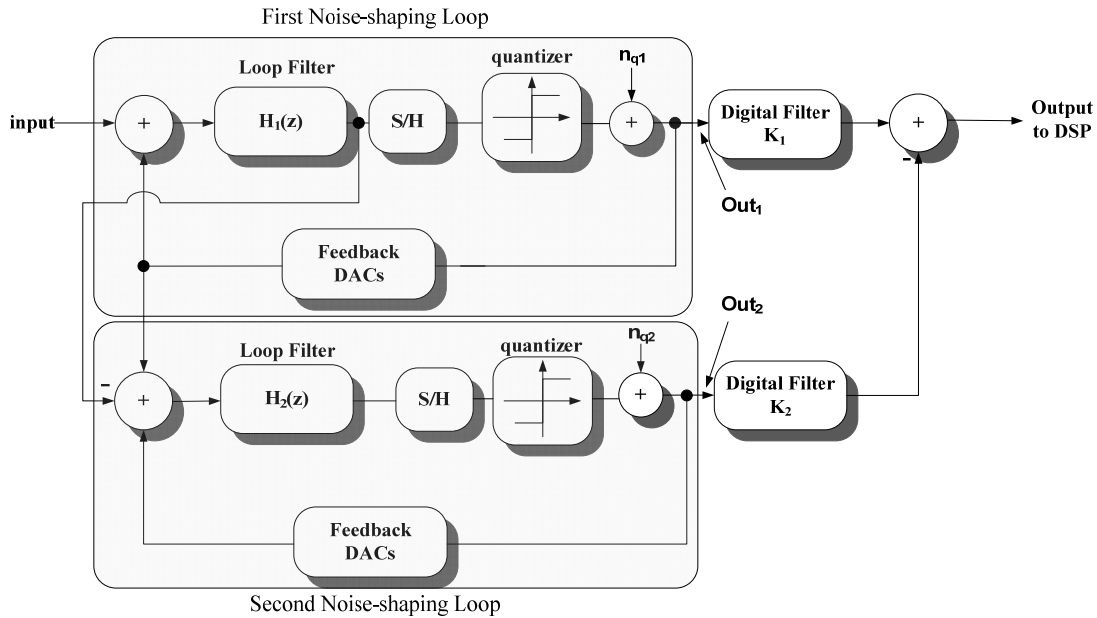 First Noise-shaping Loop
Loop Filter
quantizer
nq1
input
+
H1(z)
S/H
+
Digital Filter
K1
+
-
Output
to DSP
Out1
Feedback
DACs
Out2
Loop Filter
quantizer
nq2
-
+
H2(z)
S/H
+
Digital Filter
K2
Feedback
DACs
Second Noise-shaping Loop